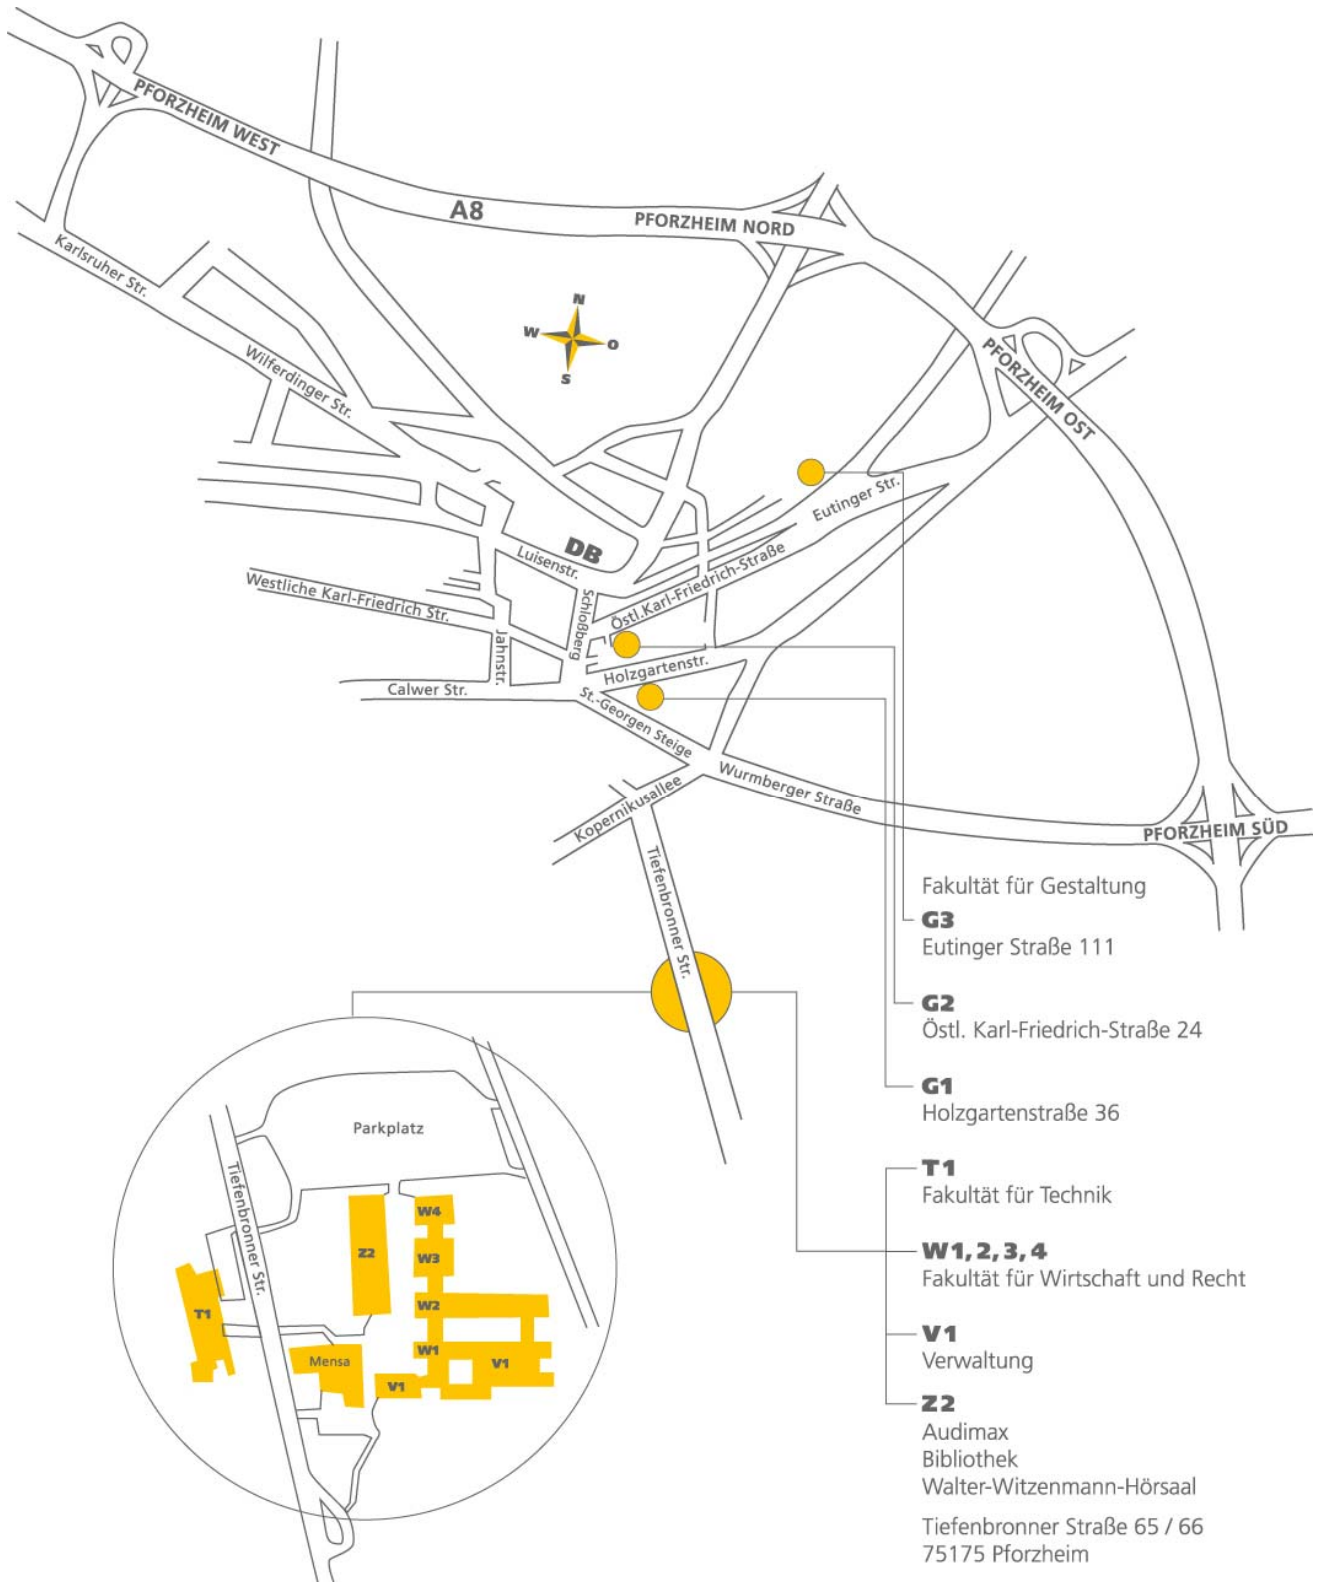 PFORZHEIM WEST
A8
PFORZHEIM NORD
Karlsruher Str.
N
W
O
S
Wilferdinger Str.
PFORZHEIM OST
Eutinger Str.
DB
Luisenstr.
Westliche Karl-Friedrich Str.
Schloßberg
Östl.Karl-Friedrich-Straße
Jahnstr.
Holzgartenstr.
Calwer Str.
St.-Georgen Steige
Wurmberger Straße
Kopernikusallee
PFORZHEIM SÜD
Tiefenbronner Str.
Fakultät für Gestaltung
G3
Eutinger Straße 111
G2
Östl. Karl-Friedrich-Straße 24
G1
Holzgartenstraße 36
T1
Fakultät für Technik
W1, 2, 3, 4
Fakultät für Wirtschaft und Recht
V1
Verwaltung
Z2
Audimax
Bibliothek
Walter-Witzenmann-Hörsaal
Tiefenbronner Straße 65 / 66
75175 Pforzheim
Parkplatz
Tiefenbronner Str.
W4
Z2
W3
W2
T1
W1
Mensa
V1
V1